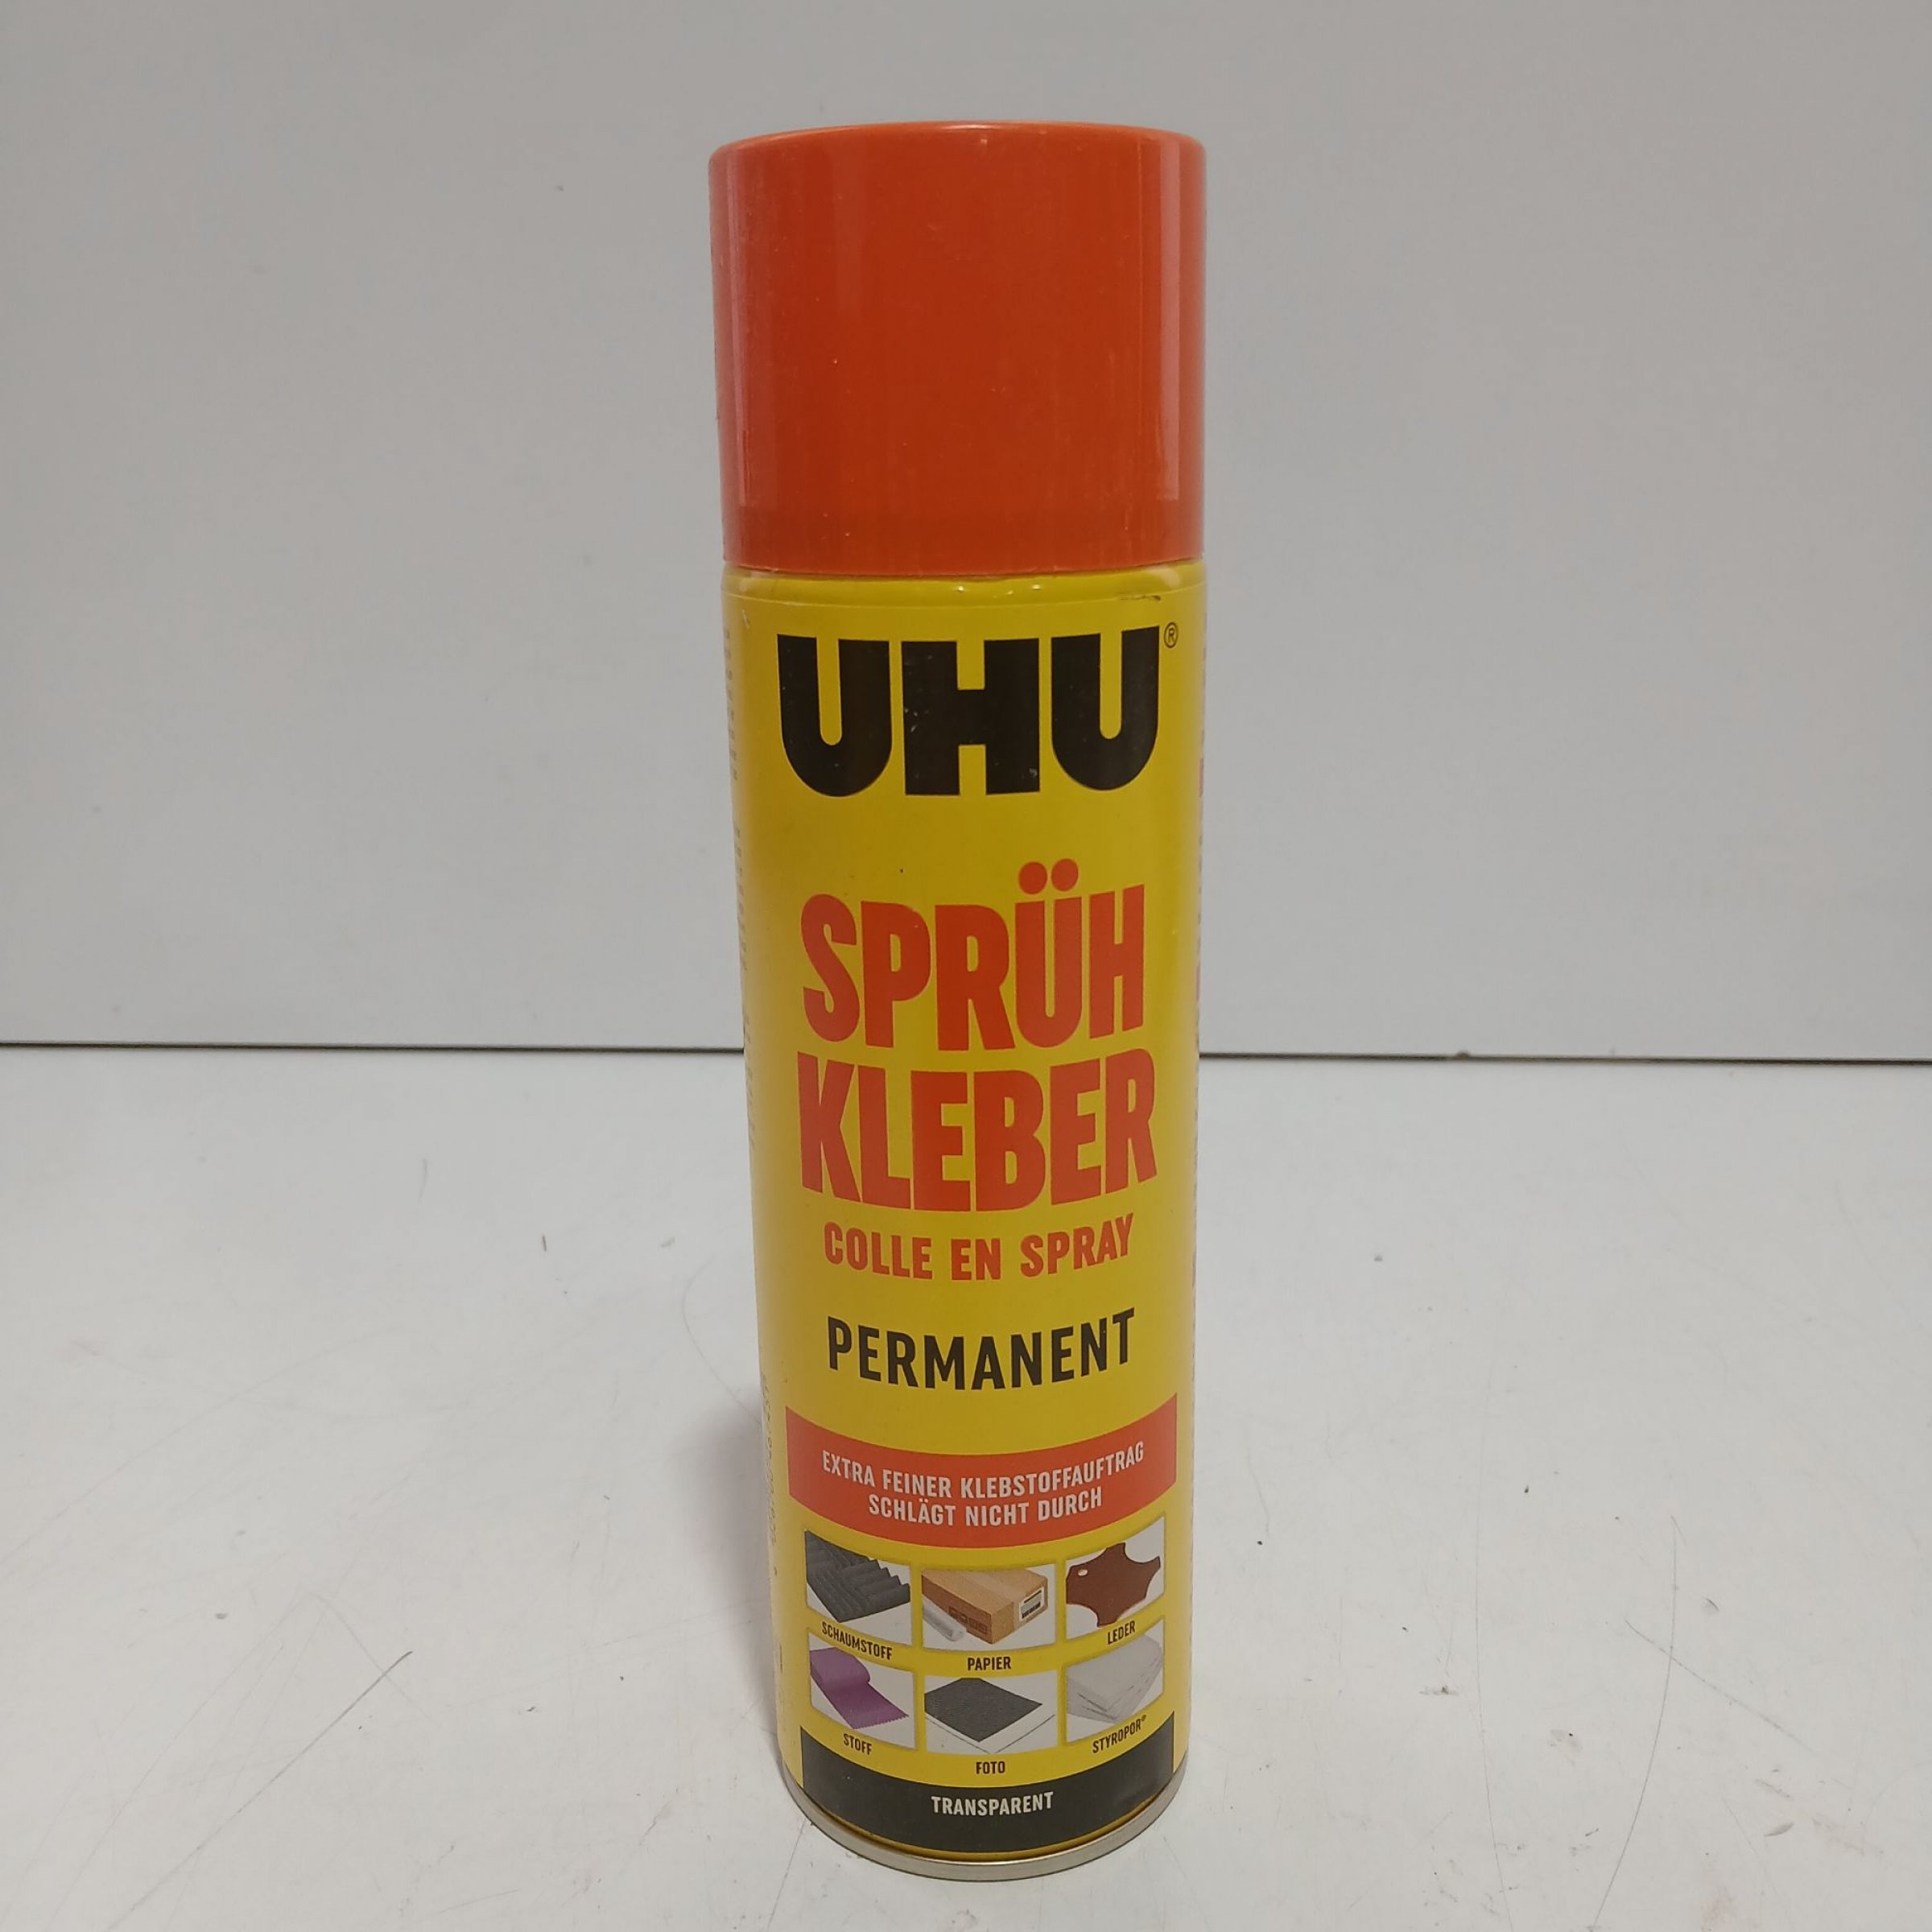 UHU®
SPRÜH
KLEBER
COLLE EN SPRAY
PERMANENT
EXTRA FEINER KLEBSTOFFAUFTRAG
SCHLÄGT NICHT DURCH
SCHAUMSTOFF
PAPIER
LEDER
STOFF
FOTO
STYROPOR®
TRANSPARENT